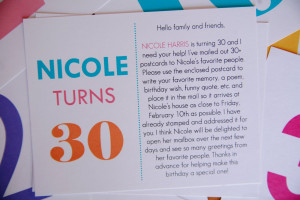 NICOLE
TURNS
30
Hello family and friends,
NICOLE HARRIS is turning 30 and I
need your help! I've mailed out 30+
postcards to Nicole's favorite people.
Please use the enclosed postcard to
write your favorite memory, a poem,
birthday wish, funny quote, etc. and
place it in the mail so it arrives at
Nicole's house as close to Friday,
February 10th as possible. I have
already stamped and addressed it for
you. I think Nicole will be delighted to
open her mailbox over the next few
days and see so many greetings from
her favorite people. Thanks in
advance for helping make this
birthday a special one!